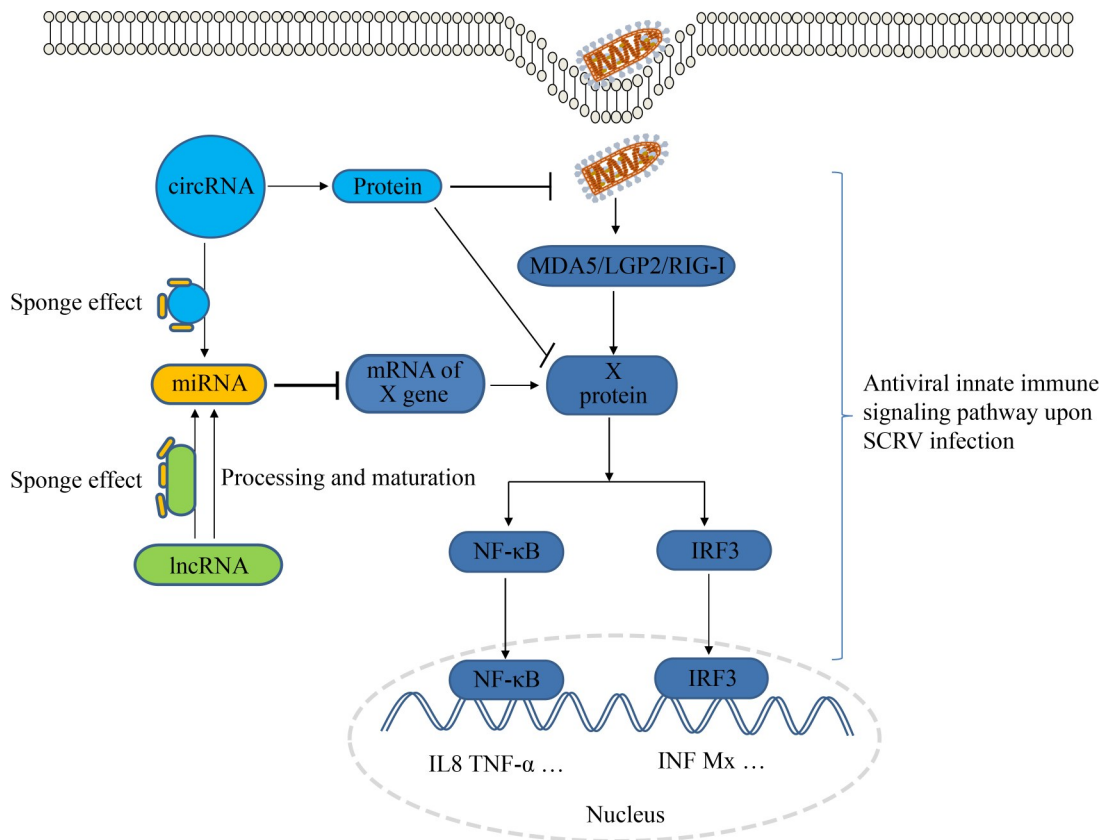 circRNA
Protein
MDA5/LGP2/RIG-I
Sponge effect
miRNA
mRNA of
X gene
X
protein
Antiviral innate immune
signaling pathway upon
SCRV infection
Sponge effect
Processing and maturation
lncRNA
NF-κB
IRF3
NF-κB
IRF3
IL8 TNF-α …
INF Mx …
Nucleus